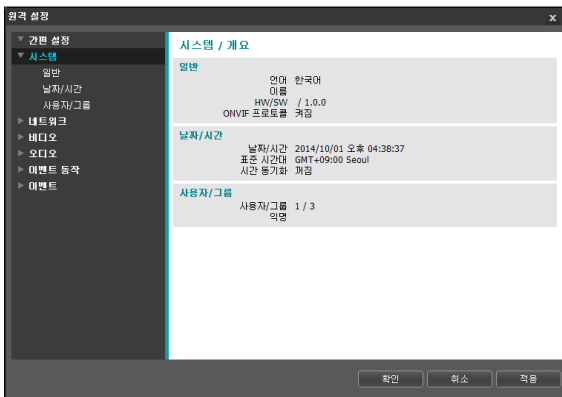 원격 설정
x
간편 설정
시스템
일반
날짜/시간
사용자/그룹
네트워크
비디오
오디오
이벤트 동작
이벤트
시스템 / 개요
일반
언어 한국어
이름
HW/SW / 1.0.0
ONVIF 프로토콜 켜짐
날짜/시간
날짜/시간 2014/10/01 오후 04:38:37
표준 시간대 GMT+09:00 Seoul
시간 동기화 꺼짐
사용자/그룹
사용자/그룹 1 / 3
익명
확인
취소
적용